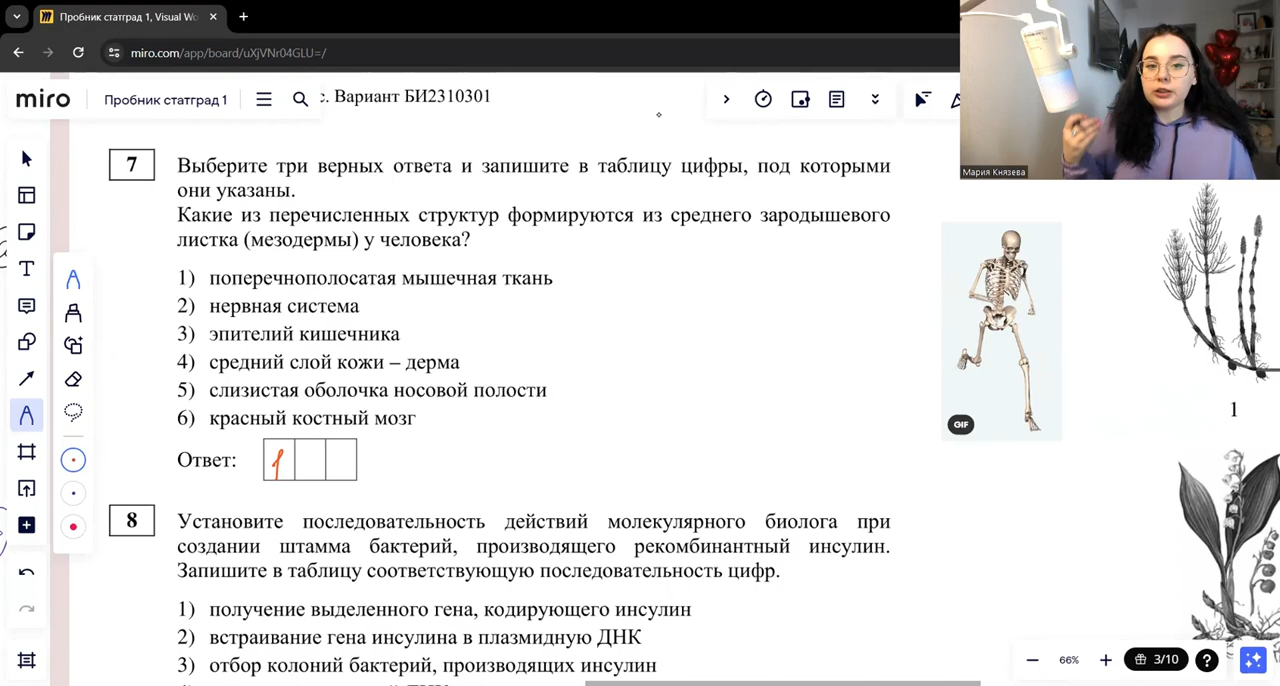 Пробник статград 1, Visual Wo
miro.com/app/board/uXjVNr04GLU=/
miro
Пробник статград 1
с. Вариант БИ2310301
Мария Князева
7
Выберите три верных ответа и запишите в таблицу цифры, под которыми
они указаны.
Какие из перечисленных структур формируются из среднего зародышевого
листка (мезодермы) у человека?
1) поперечнополосатая мышечная ткань
2) нервная система
3) эпителий кишечника
4) средний слой кожи – дерма
5) слизистая оболочка носовой полости
6) красный костный мозг
Ответ: 1
GIF
1
8
Установите последовательность действий молекулярного биолога при
создании штамма бактерий, производящего рекомбинантный инсулин.
Запишите в таблицу соответствующую последовательность цифр.
1) получение выделенного гена, кодирующего инсулин
2) встраивание гена инсулина в плазмидную ДНК
3) отбор колоний бактерий, производящих инсулин
66%
3/10